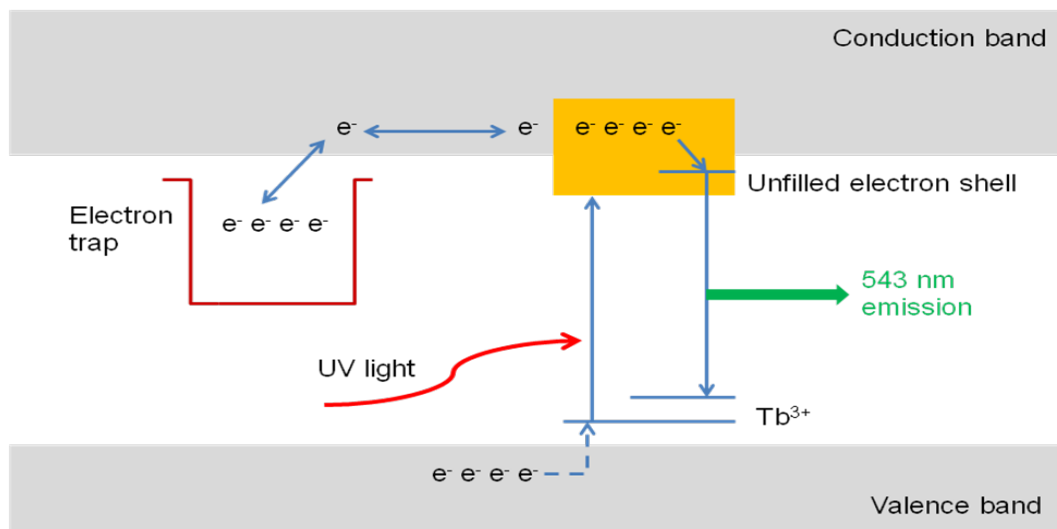 Conduction band
e⁻
e⁻
e⁻ e⁻ e⁻ e⁻
Unfilled electron shell
Electron
trap
e⁻ e⁻ e⁻ e⁻
543 nm
emission
UV light
Tb³⁺
e⁻ e⁻ e⁻ e⁻
Valence band